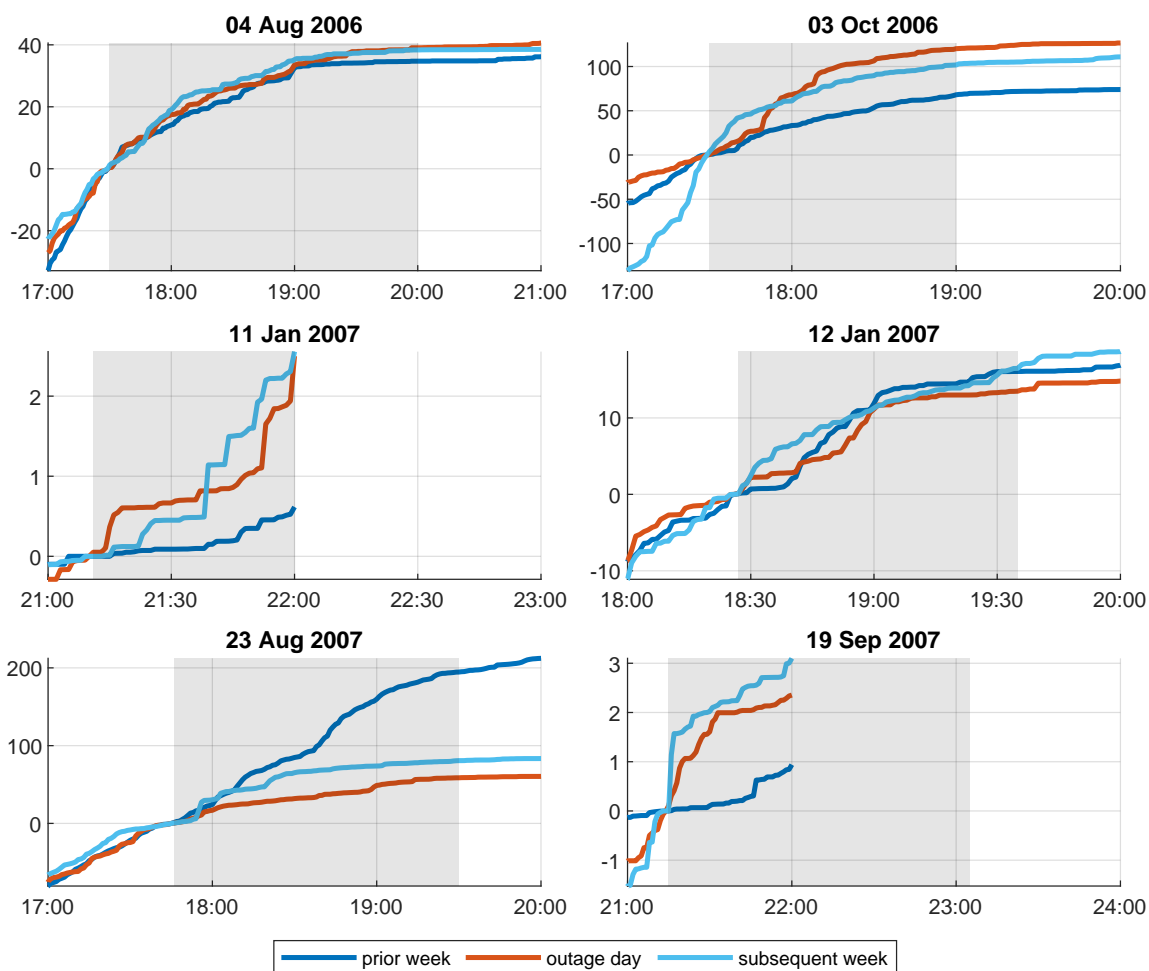 04 Aug 2006
40
20
0
-20
17:00 18:00 19:00 20:00 21:00
03 Oct 2006
100
50
0
-50
-100
17:00 18:00 19:00 20:00
11 Jan 2007
2
1
0
21:00 21:30 22:00 22:30 23:00
12 Jan 2007
10
0
-10
18:00 18:30 19:00 19:30 20:00
23 Aug 2007
200
100
0
17:00 18:00 19:00 20:00
19 Sep 2007
3
2
1
0
-1
21:00 22:00 23:00 24:00
prior week outage day subsequent week